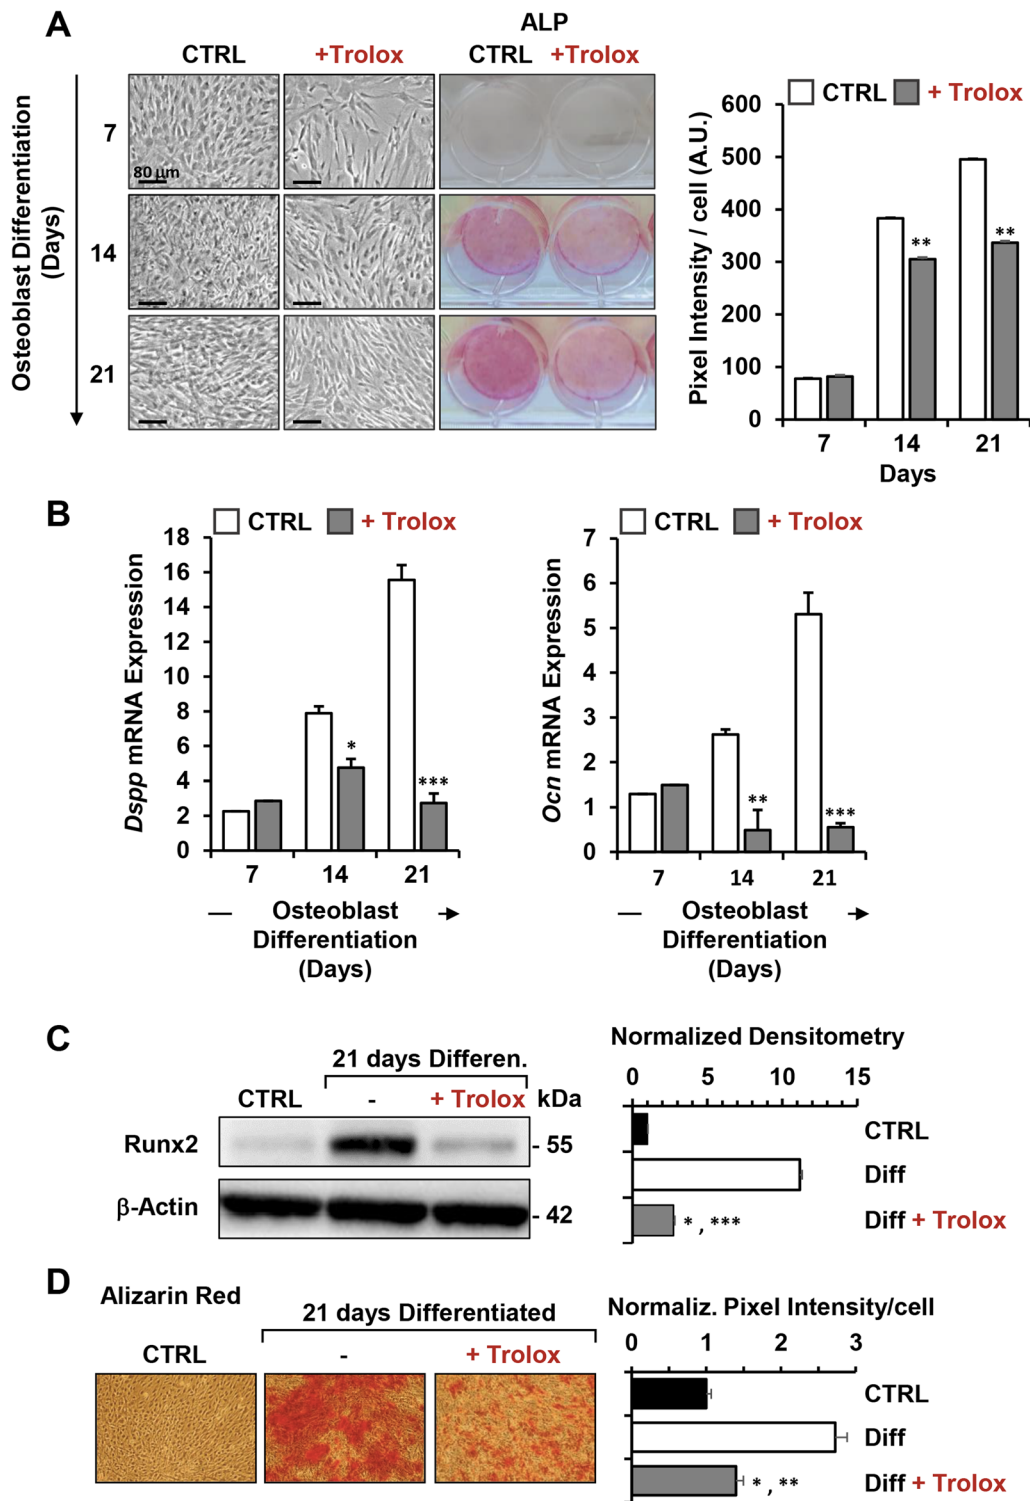 A
ALP
CTRL +Trolox CTRL +Trolox
Osteoblast Differentiation
(Days)
7
80 µm
14
21
CTRL + Trolox
Pixel Intensity / cell (A.U.)
600
500
400
300
200
100
0
**
**
7 14 21
Days
B
CTRL + Trolox
Dspp mRNA Expression
18
16
14
12
10
8
6
4
2
0
*
***
7 14 21
— Osteoblast →
Differentiation
(Days)
CTRL + Trolox
Ocn mRNA Expression
7
6
5
4
3
2
1
0
**
***
7 14 21
— Osteoblast →
Differentiation
(Days)
C
21 days Differen.
CTRL - + Trolox kDa
Runx2 - 55
β-Actin - 42
Normalized Densitometry
0 5 10 15
CTRL
Diff
*, *** Diff + Trolox
D
Alizarin Red
21 days Differentiated
CTRL - + Trolox
Normaliz. Pixel Intensity/cell
0 1 2 3
CTRL
Diff
*, ** Diff + Trolox